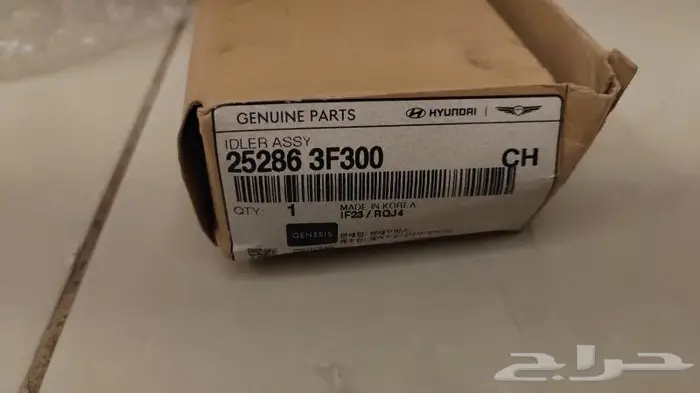 GENUINE PARTS HYUNDAI
IDLER ASSY
25286 3F300 CH
QTY: 1 MADE IN KOREA
IF23 / RQJ4
GENESIS
حراج